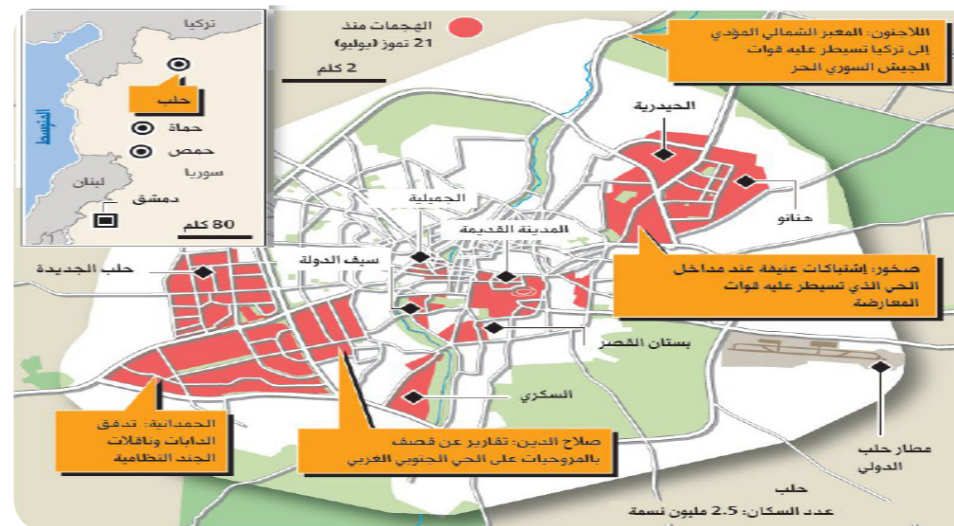 تركيا
حلب
المتوسط
حماة
حمص
سوريا
لبنان
دمشق
80 كلم
الهجمات منذ
21 تموز (يوليو)
2 كلم
اللاجئون: المعبر الشمالي المؤدي
إلى تركيا تسيطر عليه قوات
الجيش السوري الحر
الحيدرية
هنانو
الجميلية
المدينة القديمة
سيف الدولة
حلب الجديدة
صخور: إشتباكات عنيفة عند مداخل
الحي الذي تسيطر عليه قوات
المعارضة
بستان القصر
السكري
الحمدانية: تدفق
الدبابات وناقلات
الجند النظامية
صلاح الدين: تقارير عن قصف
بالمروحيات على الحي الجنوبي الغربي
مطار حلب
الدولي
حلب
عدد السكان: 2.5 مليون نسمة